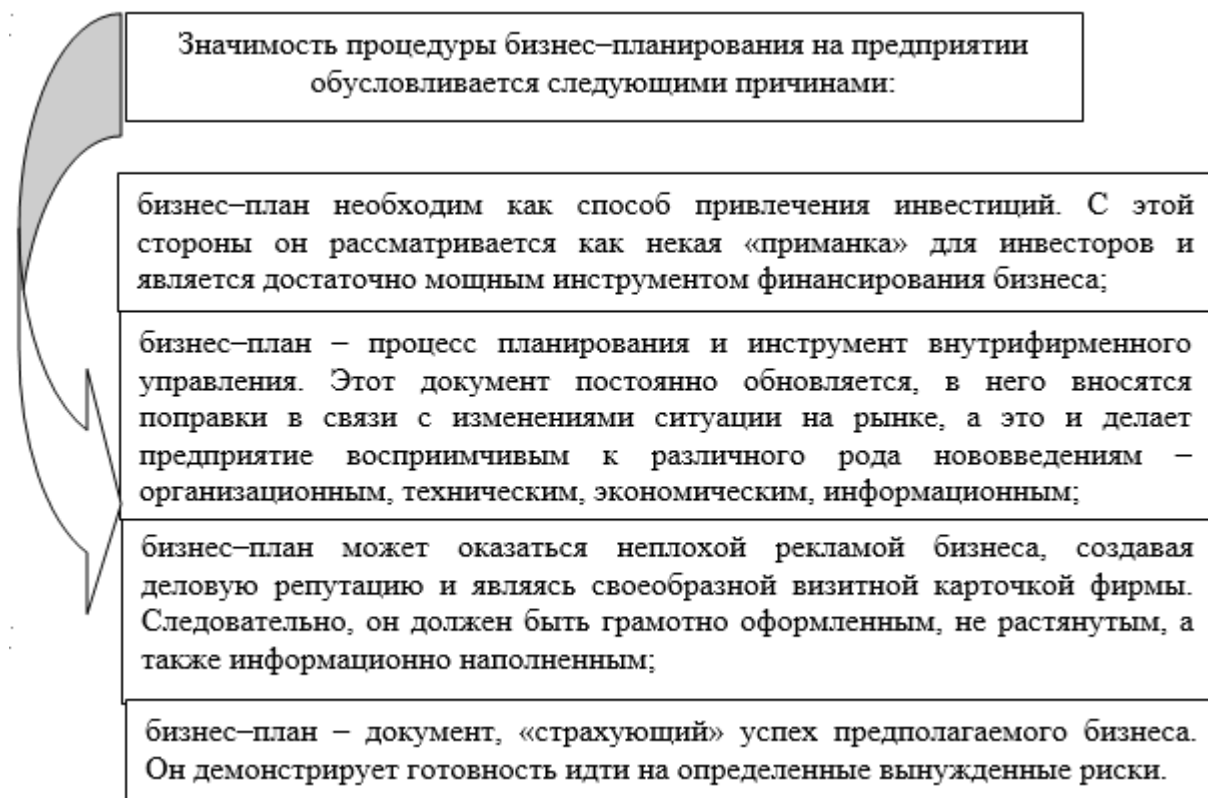 Значимость процедуры бизнес–планирования на предприятии
обусловливается следующими причинами:
бизнес–план необходим как способ привлечения инвестиций. С этой
стороны он рассматривается как некая «приманка» для инвесторов и
является достаточно мощным инструментом финансирования бизнеса;
бизнес–план – процесс планирования и инструмент внутрифирменного
управления. Этот документ постоянно обновляется, в него вносятся
поправки в связи с изменениями ситуации на рынке, а это и делает
предприятие восприимчивым к различного рода нововведениям –
организационным, техническим, экономическим, информационным;
бизнес–план может оказаться неплохой рекламой бизнеса, создавая
деловую репутацию и являясь своеобразной визитной карточкой фирмы.
Следовательно, он должен быть грамотно оформленным, не растянутым, а
также информационно наполненным;
бизнес–план – документ, «страхующий» успех предполагаемого бизнеса.
Он демонстрирует готовность идти на определенные вынужденные риски.